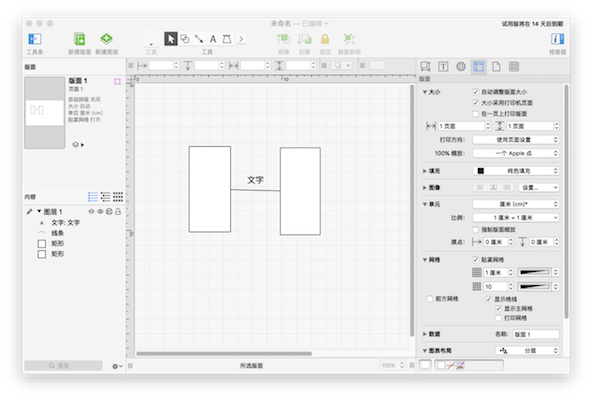 未命名 — 已编辑
试用版将在 14 天后到期
工具条
新建版面
新建图层
工具
工具
前移
后移
锁定
检查器
版面
版面 1
页面 1
自动缩握 关闭
大小 自动
单位 厘米 (cm)
贴紧网格 打开
0
10
文字
内容
图层 1
文字: 文字
线条
矩形
矩形
搜索
所选版面
100%
版面
大小
自动调整版面大小
大小采用打印机页面
在一页上打印版面
1 页面
1 页面
打印方向:
使用页面设置
100% 缩放:
一个 Apple 点
填充
纯色填充
图像
设置...
单元
厘米 (cm)*
比例:
1 厘米 = 1 厘米
强制版面缩放
原点:
0 厘米
0 厘米
网格
贴紧网格
1 厘米
10
前方网格
显示格线
显示主网格
打印网格
数据
名称:
版面 1
图表布局
分层